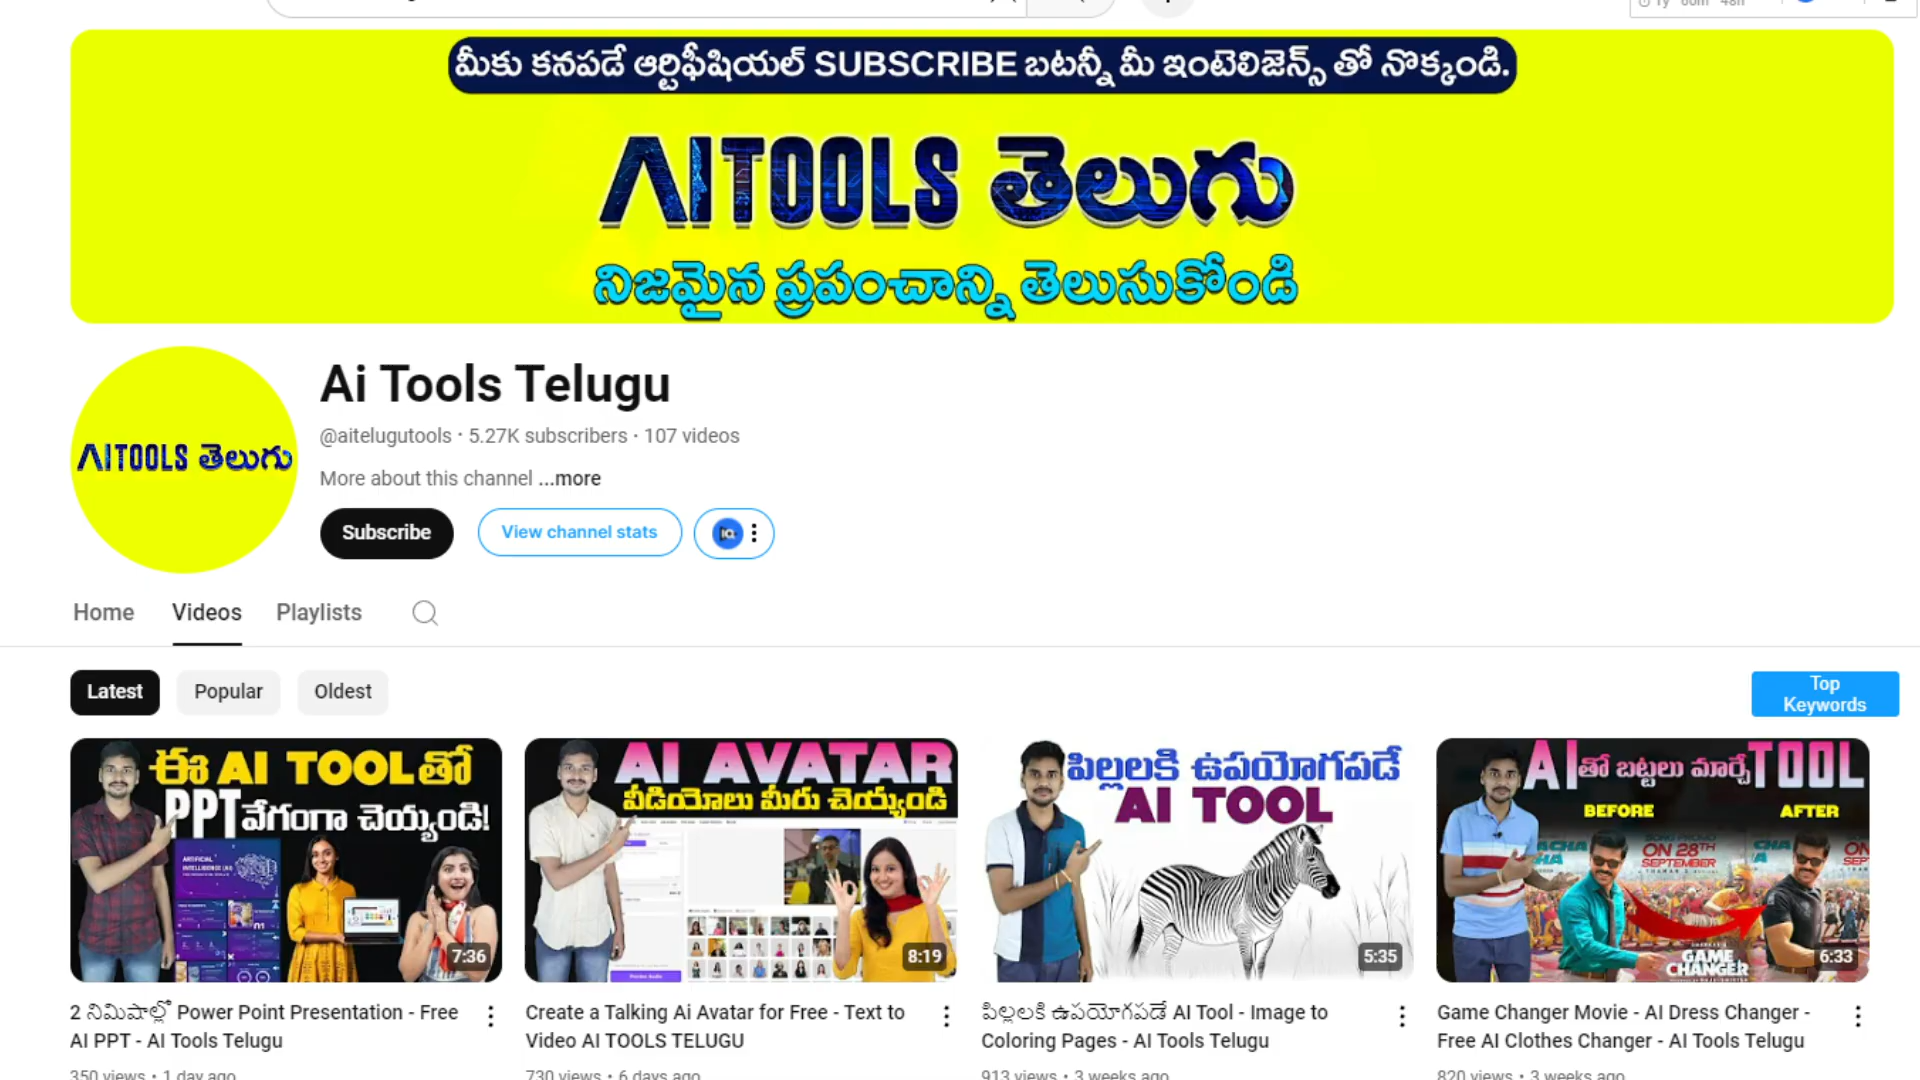 మీకు కనపడే ఆర్టిఫీషియల్ SUBSCRIBE బటన్నీ మీ ఇంటెలిజెన్స్ తో నొక్కండి.
AITOOLS తెలుగు
నిజమైన ప్రపంచాన్ని తెలుసుకోండి
AITOOLS తెలుగు
Ai Tools Telugu
@aitelugutools · 5.27K subscribers · 107 videos
More about this channel ...more
Subscribe
View channel stats
Home
Videos
Playlists
Latest
Popular
Oldest
Top
Keywords
ఈ AI TOOL తో
PPT వేగంగా చెయ్యండి!
ARTIFICIAL
INTELLIGENCE (AI)
01
7:36
AI AVATAR
వీడియోలు మీరు చెయ్యండి
8:19
పిల్లలకి ఉపయోగపడే
AI TOOL
5:35
AI తో బట్టలు మార్చే TOOL
BEFORE
AFTER
ON 28TH
SEPTEMBER
GAME
CHANGER
6:33
2 నిమిషాల్లో Power Point Presentation - Free
AI PPT - AI Tools Telugu
Create a Talking Ai Avatar for Free - Text to
Video AI TOOLS TELUGU
పిల్లలకి ఉపయోగపడే AI Tool - Image to
Coloring Pages - AI Tools Telugu
Game Changer Movie - AI Dress Changer -
Free AI Clothes Changer - AI Tools Telugu
350 views · 1 day ago
730 views · 6 days ago
913 views · 3 weeks ago
820 views · 3 weeks ago